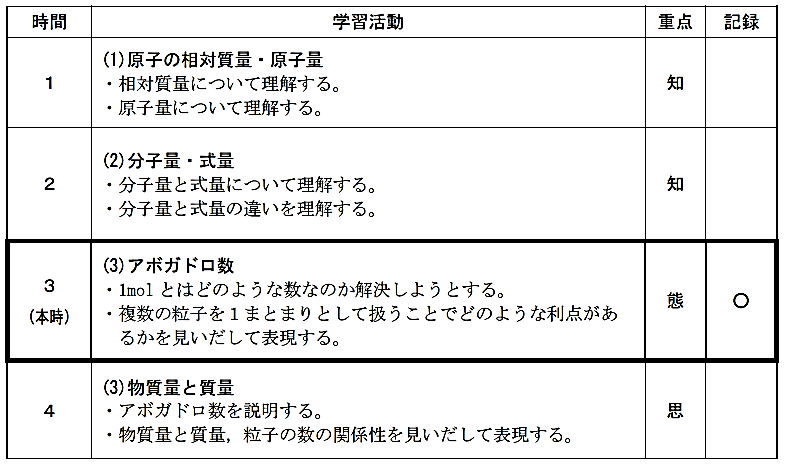 時間 学習活動 重点 記録
(1)原子の相対質量・原子量
・相対質量について理解する。
1 知
・原子量について理解する。
(2)分子量・式量
2 ・分子量と式量について理解する。 知
・分子量と式量の違いを理解する。
(3)アボガドロ数
3 ・1molとはどのような数なのか解決しようとする。 態 ○
(本時) ・複数の粒子を１まとまりとして扱うことでどのような利点があ
るかを見いだして表現する。
(3)物質量と質量
4 ・アボガドロ数を説明する。 思
・物質量と質量，粒子の数の関係性を見いだして表現する。